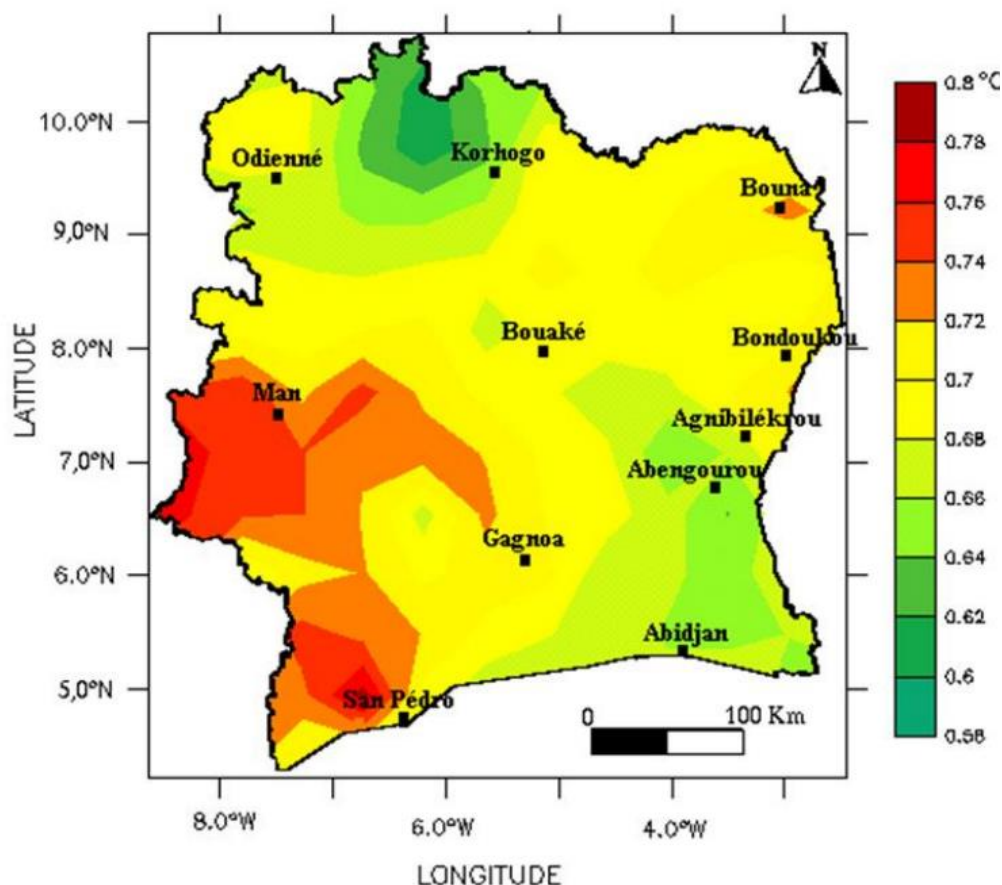 N
0.8 °C
10.0°N
0.78
Odienné
Korhogo
0.76
Bouna
9,0°N
0.74
0.72
Bouaké
Bondoukou
8.0°N
0.7
LATITUDE
Man
Agnibilékrou
0.68
7,0°N
Abengourou
0.66
Gagnoa
0.64
6.0°N
0.62
Abidjan
0.6
5,0°N
San Pédro
0 100 Km
0.58
8.0°W 6.0°W 4.0°W
LONGITUDE